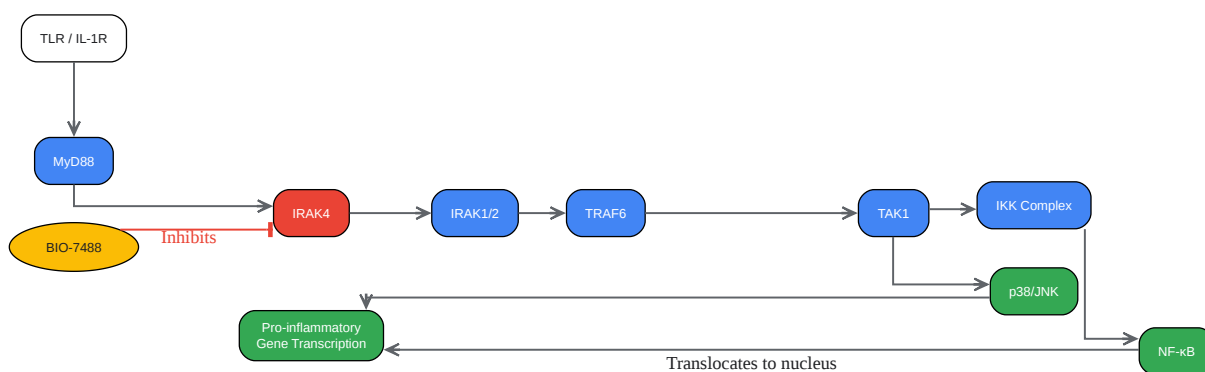 TLR / IL-1R
MyD88
BIO-7488
Inhibits
IRAK4
IRAK1/2
TRAF6
TAK1
IKK Complex
p38/JNK
Pro-inflammatory
Gene Transcription
Translocates to nucleus
NF-κB